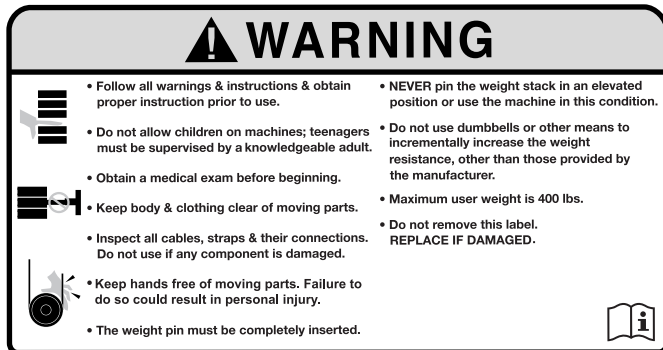 WARNING
• Follow all warnings & instructions & obtain
proper instruction prior to use.
• Do not allow children on machines; teenagers
must be supervised by a knowledgeable adult.
• Obtain a medical exam before beginning.
• Keep body & clothing clear of moving parts.
• Inspect all cables, straps & their connections.
Do not use if any component is damaged.
• Keep hands free of moving parts. Failure to
do so could result in personal injury.
• The weight pin must be completely inserted.
• NEVER pin the weight stack in an elevated
position or use the machine in this condition.
• Do not use dumbbells or other means to
incrementally increase the weight
resistance, other than those provided by
the manufacturer.
• Maximum user weight is 400 lbs.
• Do not remove this label.
REPLACE IF DAMAGED.